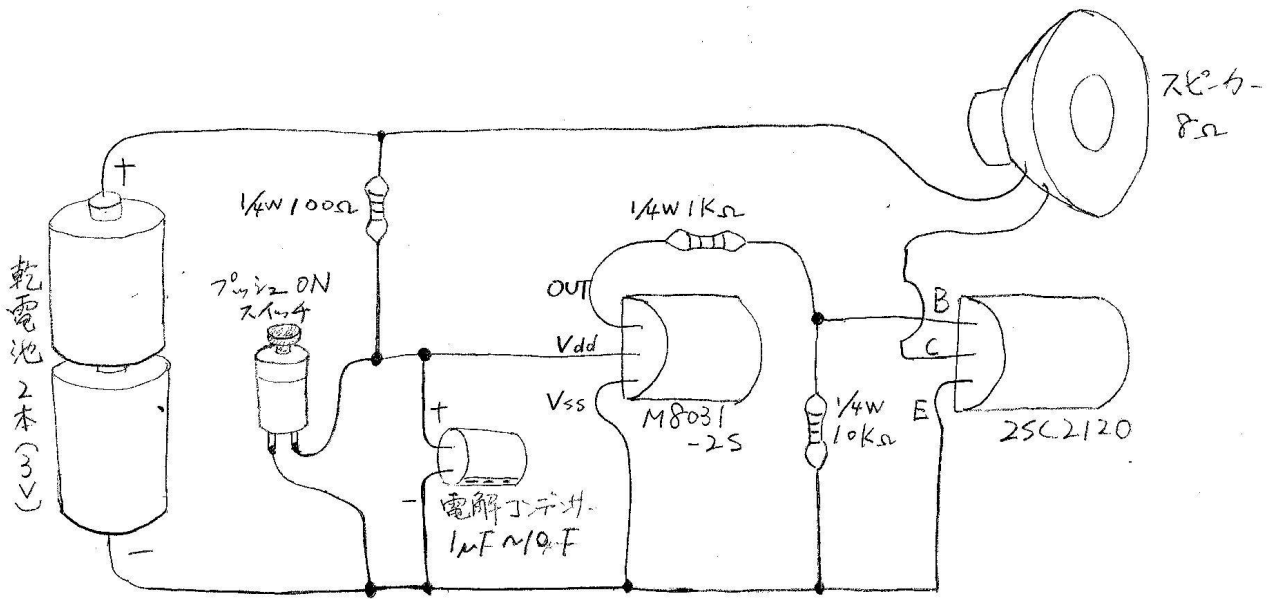 スピーカー
8Ω
+
1/4W 100Ω
1/4W 1KΩ
乾電池2本(3V)
プッシュON
スイッチ
OUT
B
Vdd
C
Vss
E
+
M8031
-2S
1/4W
10KΩ
2SC2120
-
電解コンデンサー
1μF~10μF
-